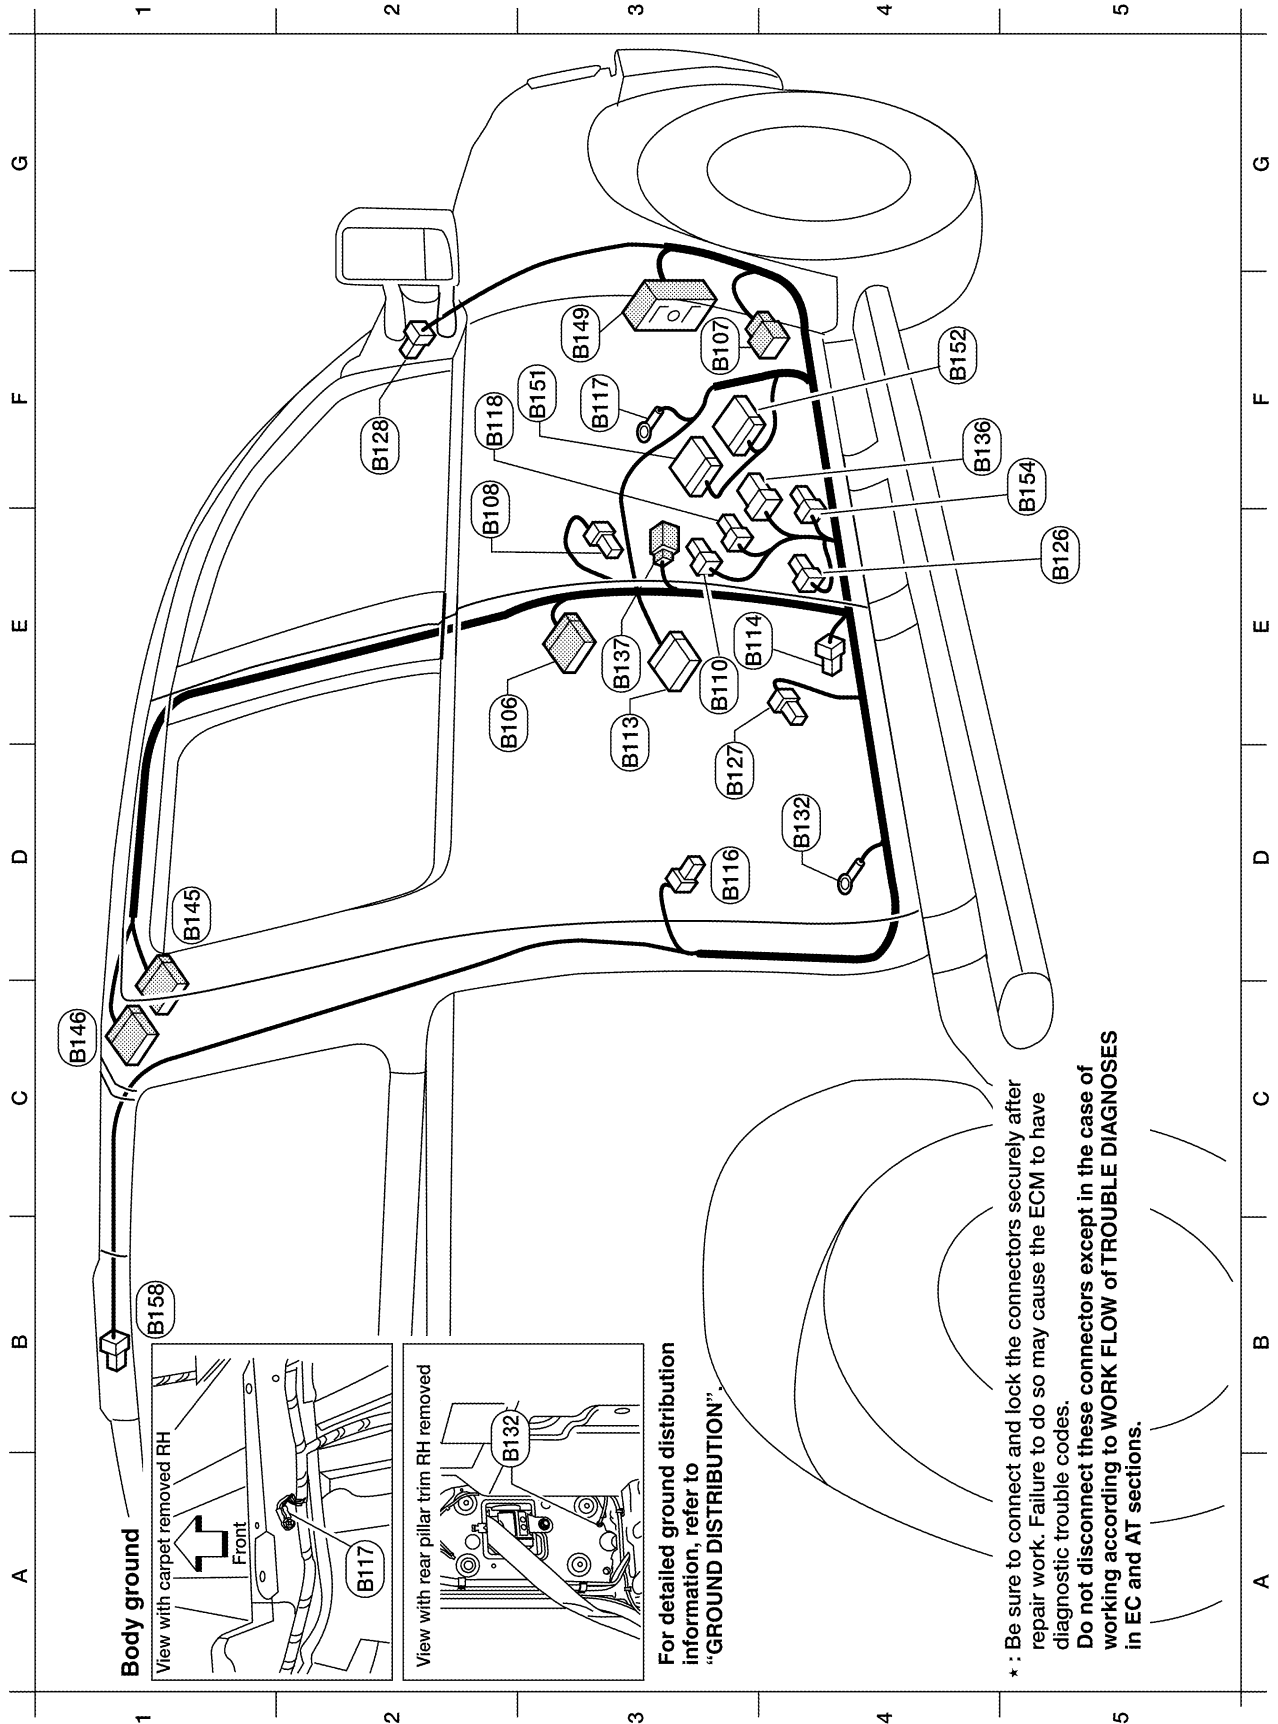 1
2
3
4
5
G
F
E
D
C
B
A
G
F
E
D
C
B
A
1
2
3
4
5
B128
B149
B107
B152
B117
B151
B118
B136
B154
B108
B126
B137
B110
B114
B106
B113
B127
B132
B116
B145
B146
B158
Body ground
View with carpet removed RH
Front
B117
View with rear pillar trim RH removed
B132
For detailed ground distribution
information, refer to
“GROUND DISTRIBUTION”.
★ : Be sure to connect and lock the connectors securely after
repair work. Failure to do so may cause the ECM to have
diagnostic trouble codes.
Do not disconnect these connectors except in the case of
working according to WORK FLOW of TROUBLE DIAGNOSES
in EC and AT sections.